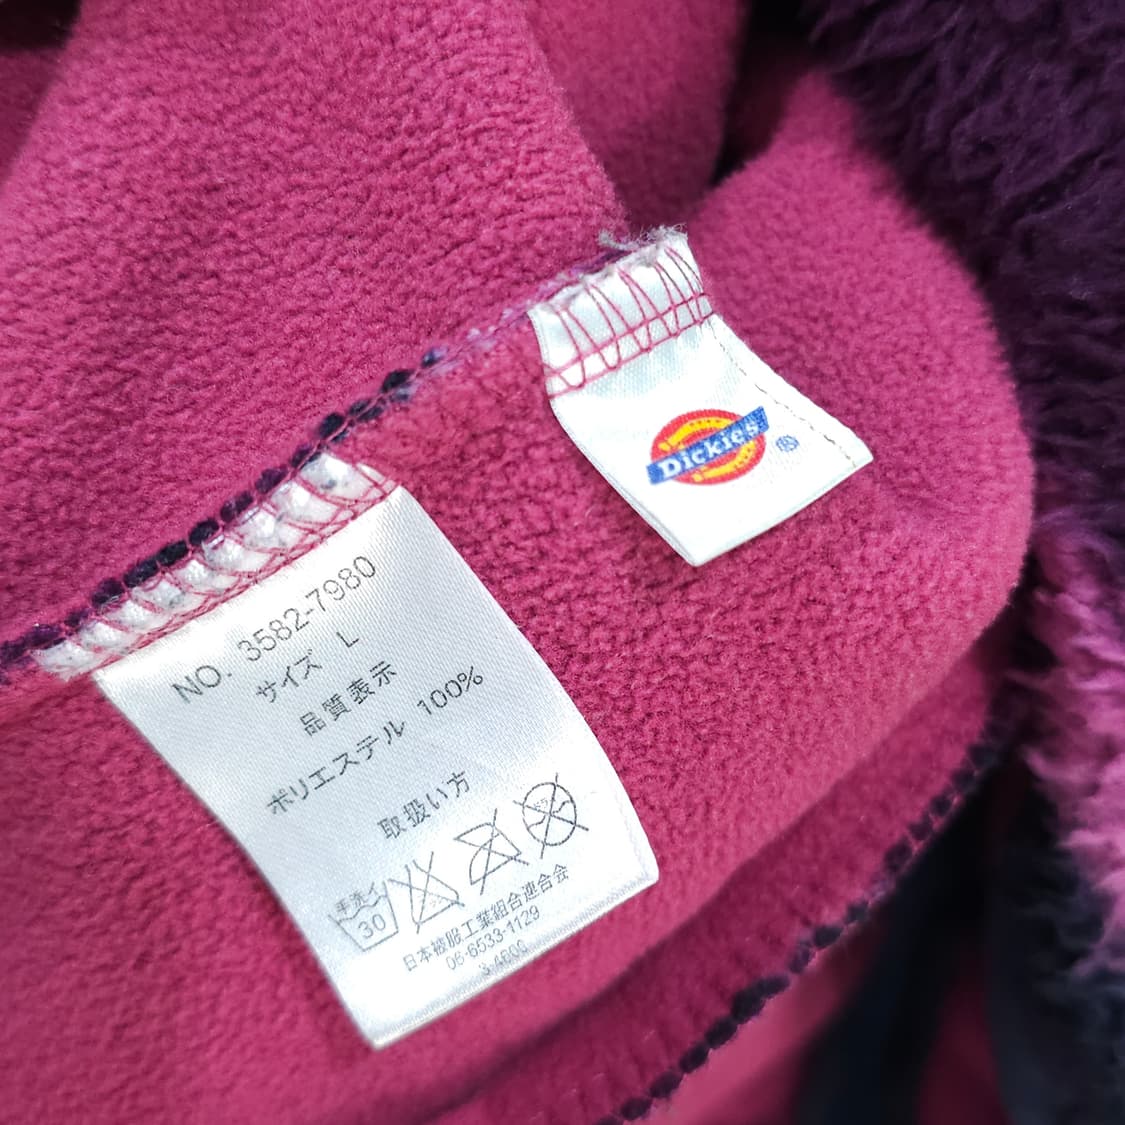 Dickies
®
NO. 3582-7980
サイズ L
品質表示
ポリエステル 100%
取扱い方
手洗イ
30
日本被服工業組合連合会
06-6533-1129